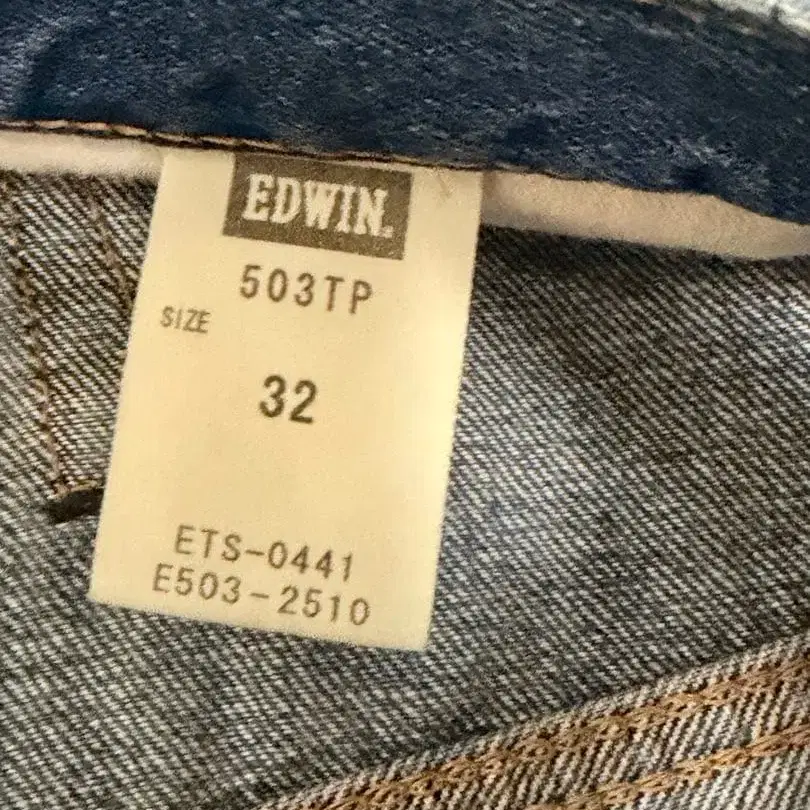 EDWIN.
503TP
SIZE
32
ETS-0441
E503-2510